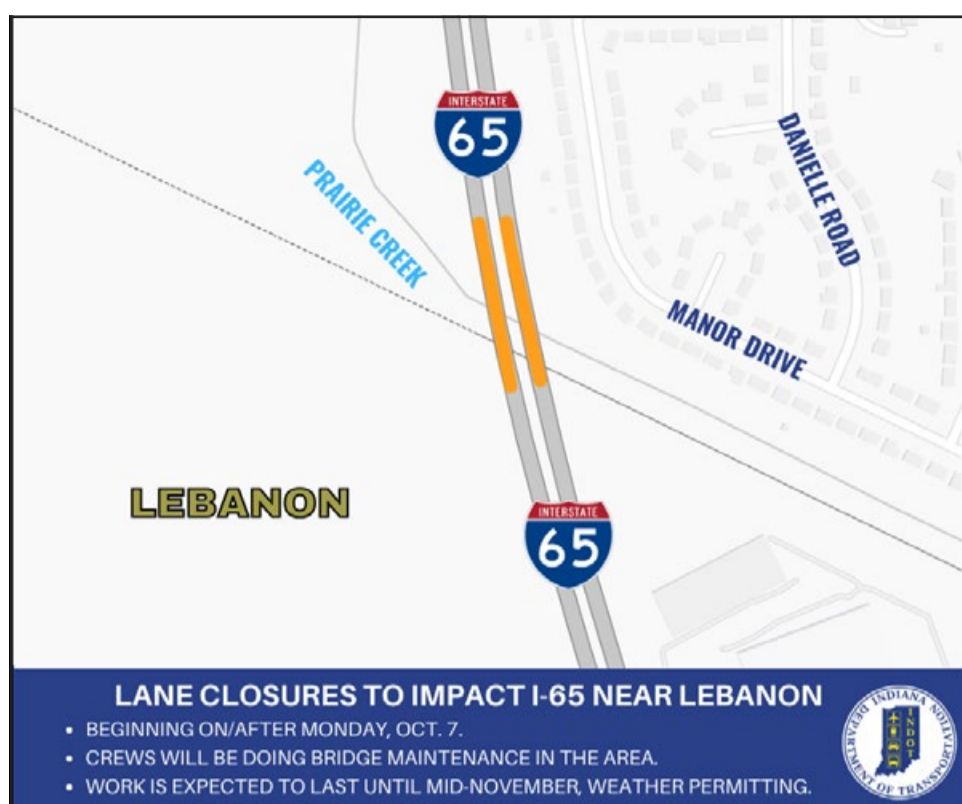 INTERSTATE
65
PRAIRIE CREEK
DANIELLE ROAD
MANOR DRIVE
LEBANON
INTERSTATE
65
LANE CLOSURES TO IMPACT I-65 NEAR LEBANON
• BEGINNING ON/AFTER MONDAY, OCT. 7.
• CREWS WILL BE DOING BRIDGE MAINTENANCE IN THE AREA.
• WORK IS EXPECTED TO LAST UNTIL MID-NOVEMBER, WEATHER PERMITTING.
INDIANA
DEPARTMENT OF TRANSPORTATION
INDOT